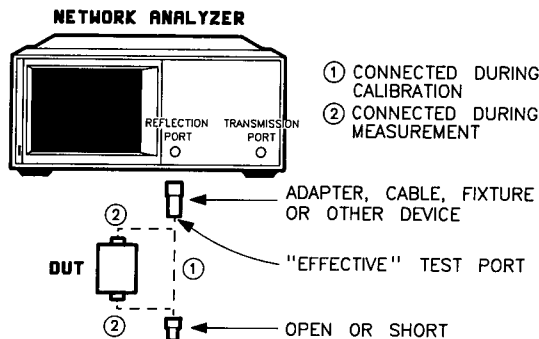 NETWORK ANALYZER
① CONNECTED DURING
CALIBRATION
② CONNECTED DURING
MEASUREMENT
REFLECTION
PORT
TRANSMISSION
PORT
ADAPTER, CABLE, FIXTURE
OR OTHER DEVICE
②
DUT
①
"EFFECTIVE" TEST PORT
②
OPEN OR SHORT